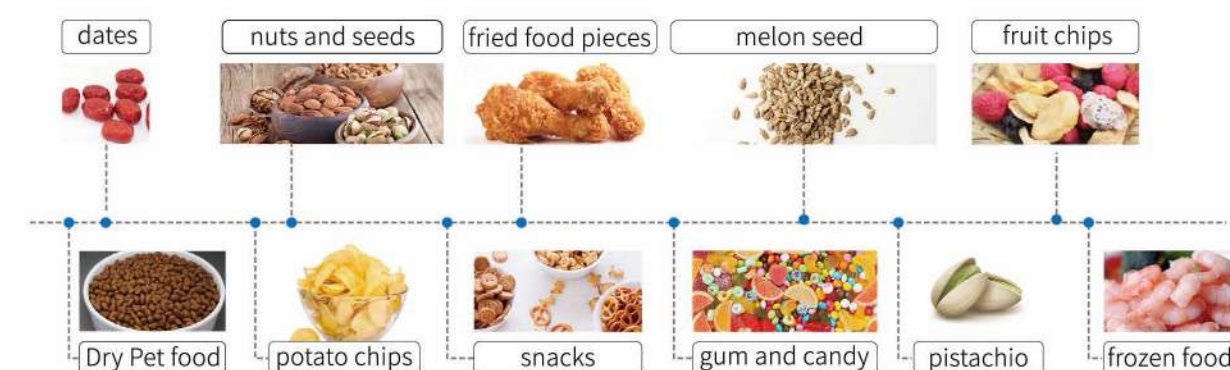 dates
nuts and seeds
fried food pieces
melon seed
fruit chips
Dry Pet food
potato chips
snacks
gum and candy
pistachio
frozen food